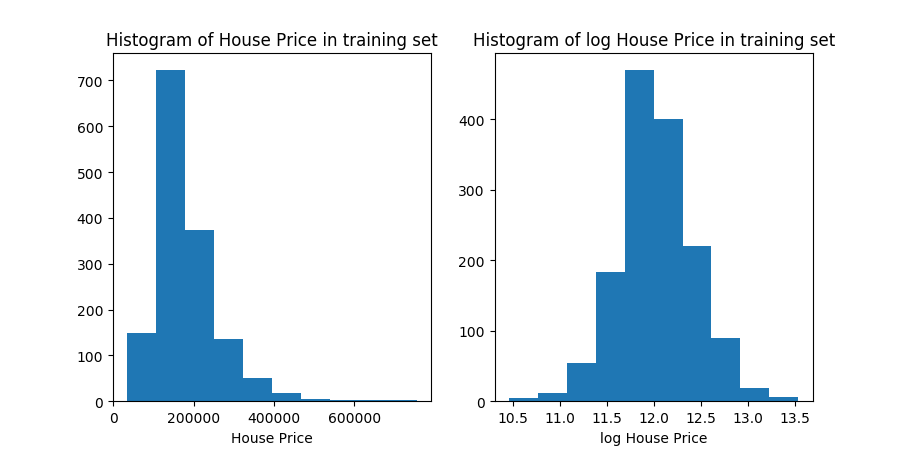 Histogram of House Price in training set
700
600
500
400
300
200
100
0
0 200000 400000 600000
House Price
Histogram of log House Price in training set
400
300
200
100
0
10.5 11.0 11.5 12.0 12.5 13.0 13.5
log House Price